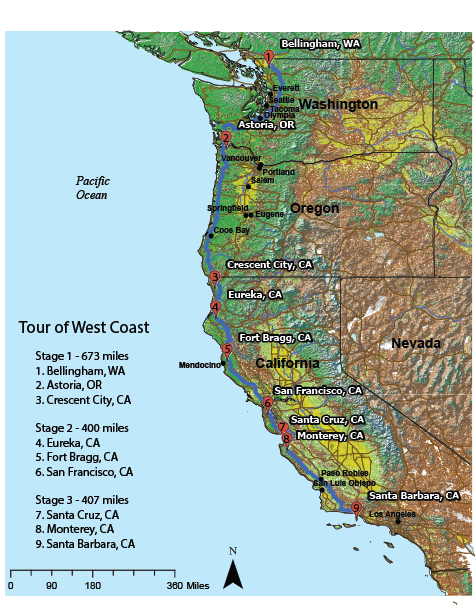 Bellingham, WA
1
Everett
Seattle
Tacoma
Olympia
Washington
Astoria, OR
2
Vancouver
Portland
Salem
Pacific
Ocean
Oregon
Springfield
Eugene
Coos Bay
Crescent City, CA
3
Eureka, CA
4
Tour of West Coast
Fort Bragg, CA
5
Nevada
Mendocino
California
Stage 1 - 673 miles
1. Bellingham, WA
2. Astoria, OR
3. Crescent City, CA
San Francisco, CA
6
Santa Cruz, CA
7
Monterey, CA
8
Stage 2 - 400 miles
4. Eureka, CA
5. Fort Bragg, CA
6. San Francisco, CA
Paso Robles
San Luis Obispo
Stage 3 - 407 miles
7. Santa Cruz, CA
8. Monterey, CA
9. Santa Barbara, CA
Santa Barbara, CA
9
Los Angeles
N
0 90 180 360 Miles